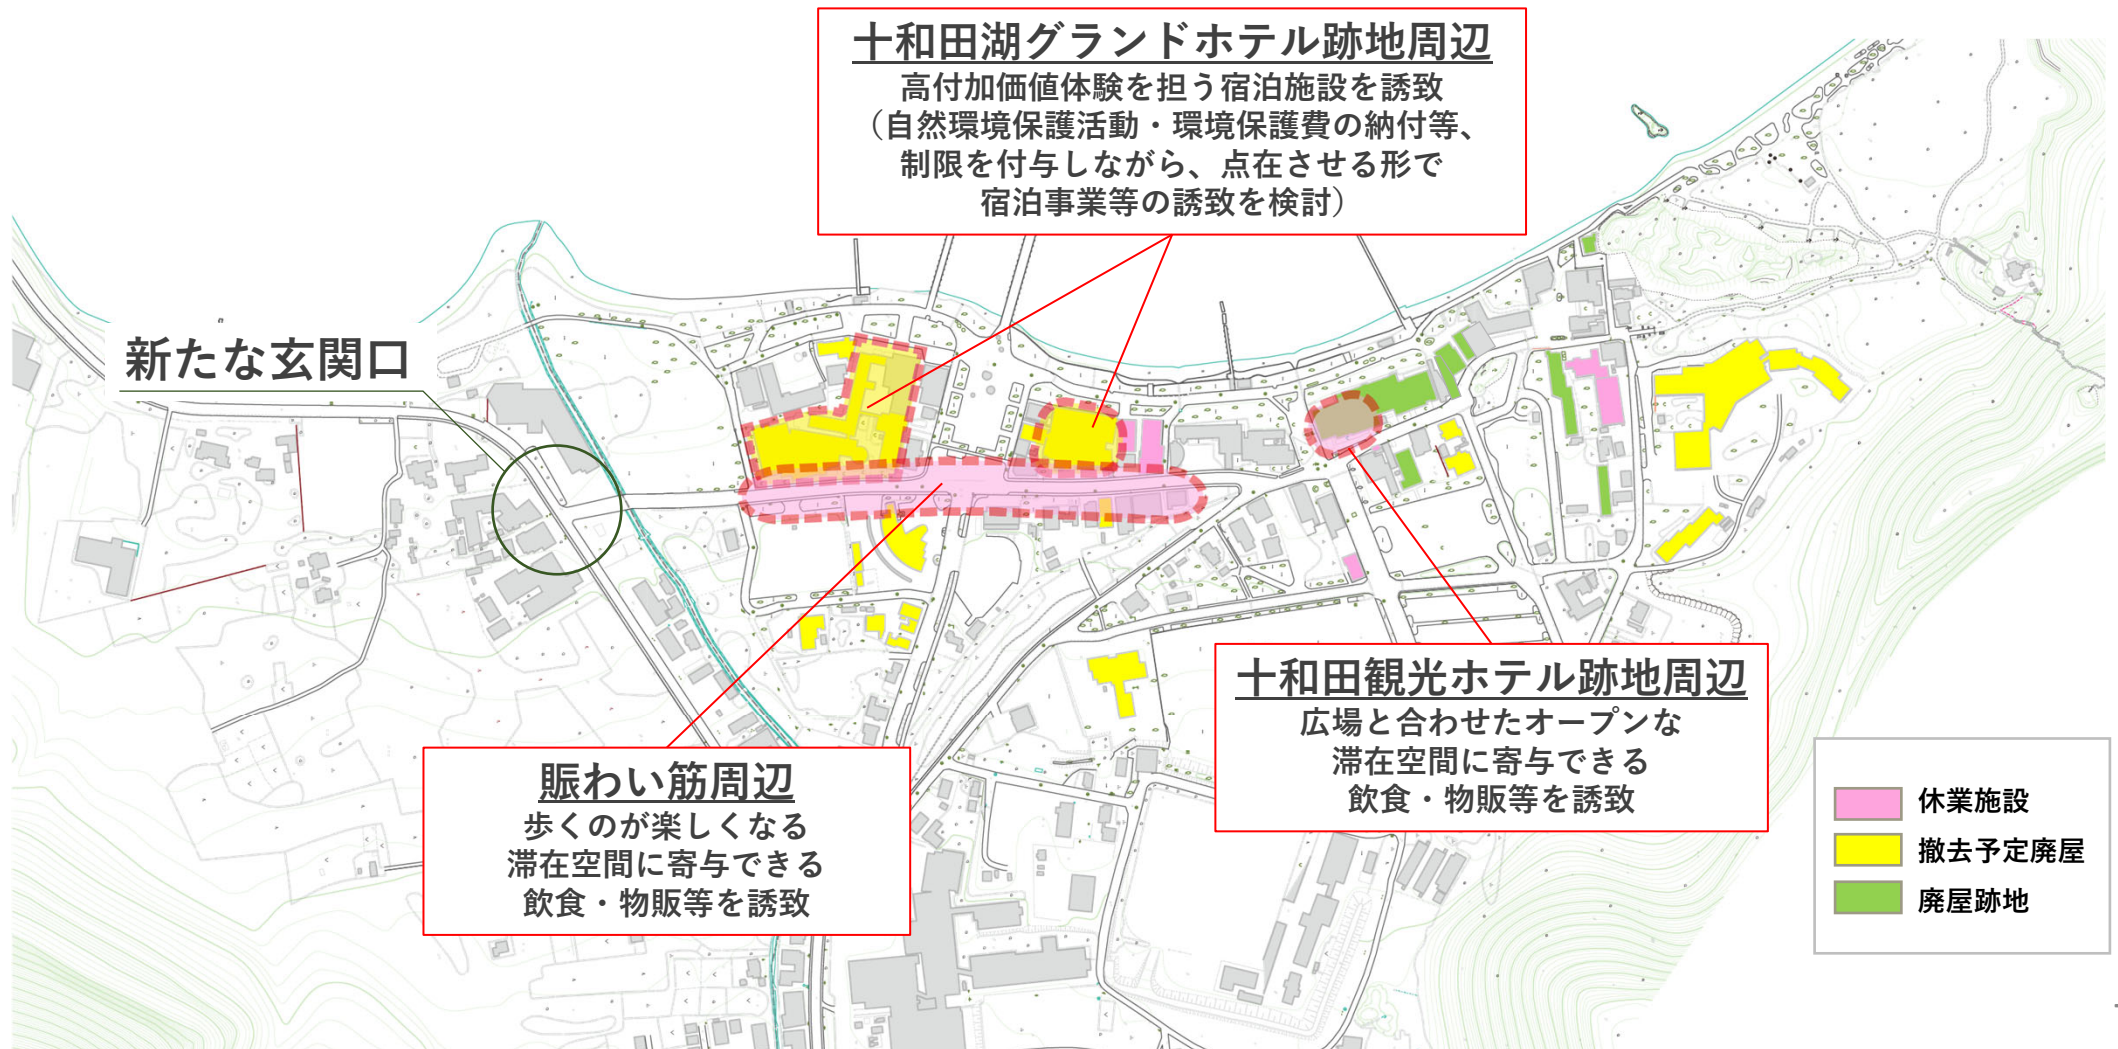 十和田湖グランドホテル跡地周辺
高付加価値体験を担う宿泊施設を誘致
（自然環境保護活動・環境保護費の納付等、
制限を付与しながら、点在させる形で
宿泊事業等の誘致を検討）
新たな玄関口
十和田観光ホテル跡地周辺
広場と合わせたオープンな
滞在空間に寄与できる
飲食・物販等を誘致
賑わい筋周辺
歩くのが楽しくなる
滞在空間に寄与できる
飲食・物販等を誘致
休業施設
撤去予定廃屋
廃屋跡地